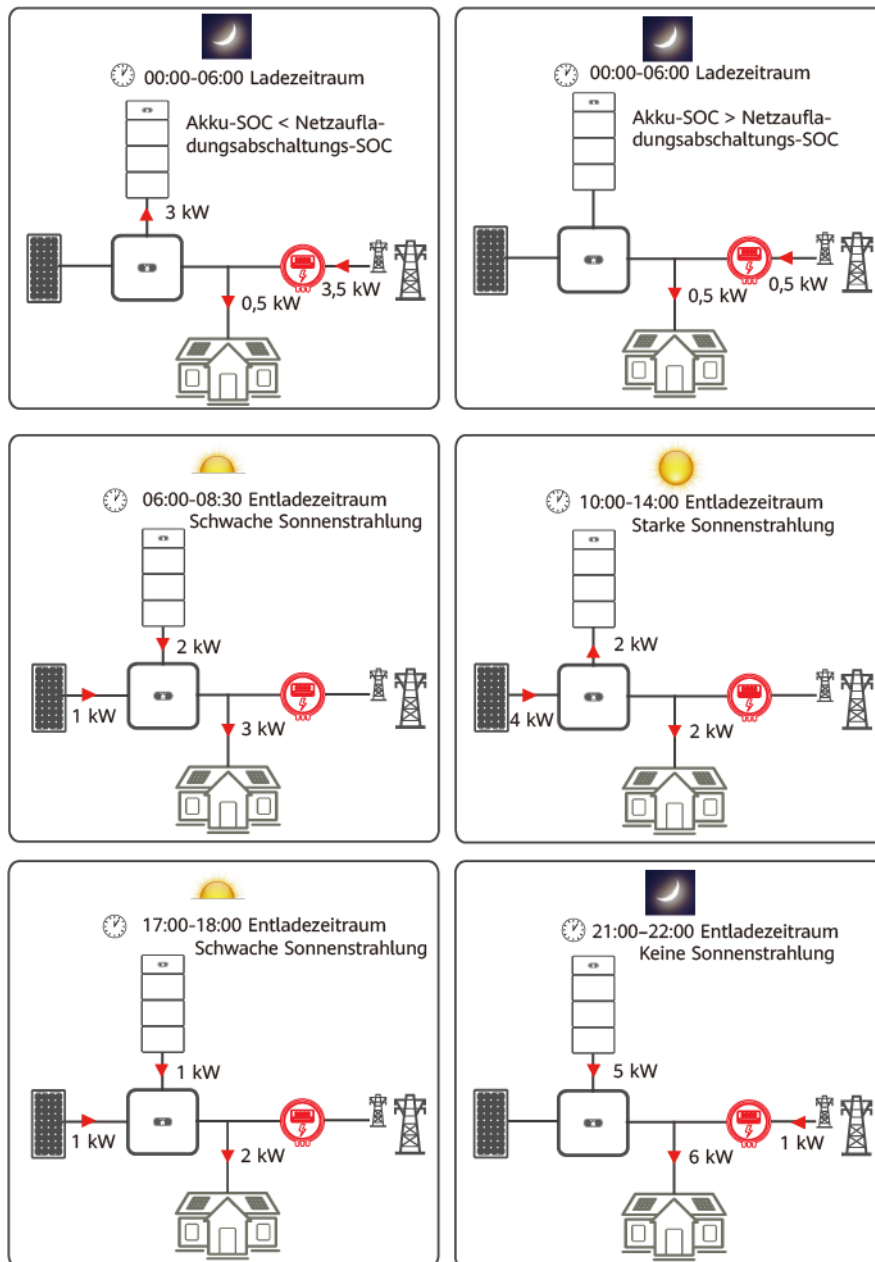 00:00-06:00 Ladezeitraum
Akku-SOC < Netzaufla-
dungsabschaltungs-SOC
3 kW
0,5 kW
3,5 kW
00:00-06:00 Ladezeitraum
Akku-SOC > Netzaufla-
dungsabschaltungs-SOC
0,5 kW
0,5 kW
06:00-08:30 Entladezeitraum
Schwache Sonnenstrahlung
2 kW
1 kW
3 kW
10:00-14:00 Entladezeitraum
Starke Sonnenstrahlung
2 kW
4 kW
2 kW
17:00-18:00 Entladezeitraum
Schwache Sonnenstrahlung
1 kW
1 kW
2 kW
21:00–22:00 Entladezeitraum
Keine Sonnenstrahlung
5 kW
6 kW
1 kW